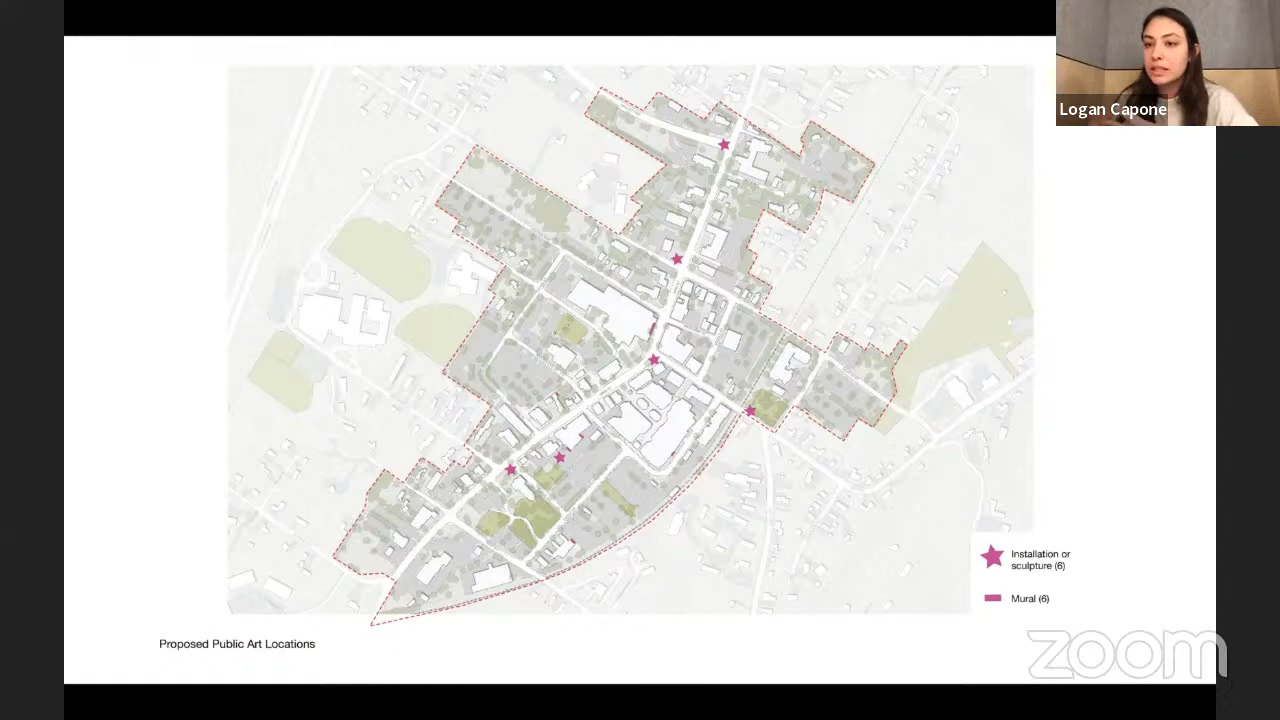 Logan Capone
Installation or
sculpture (6)
Mural (6)
Proposed Public Art Locations
zoom